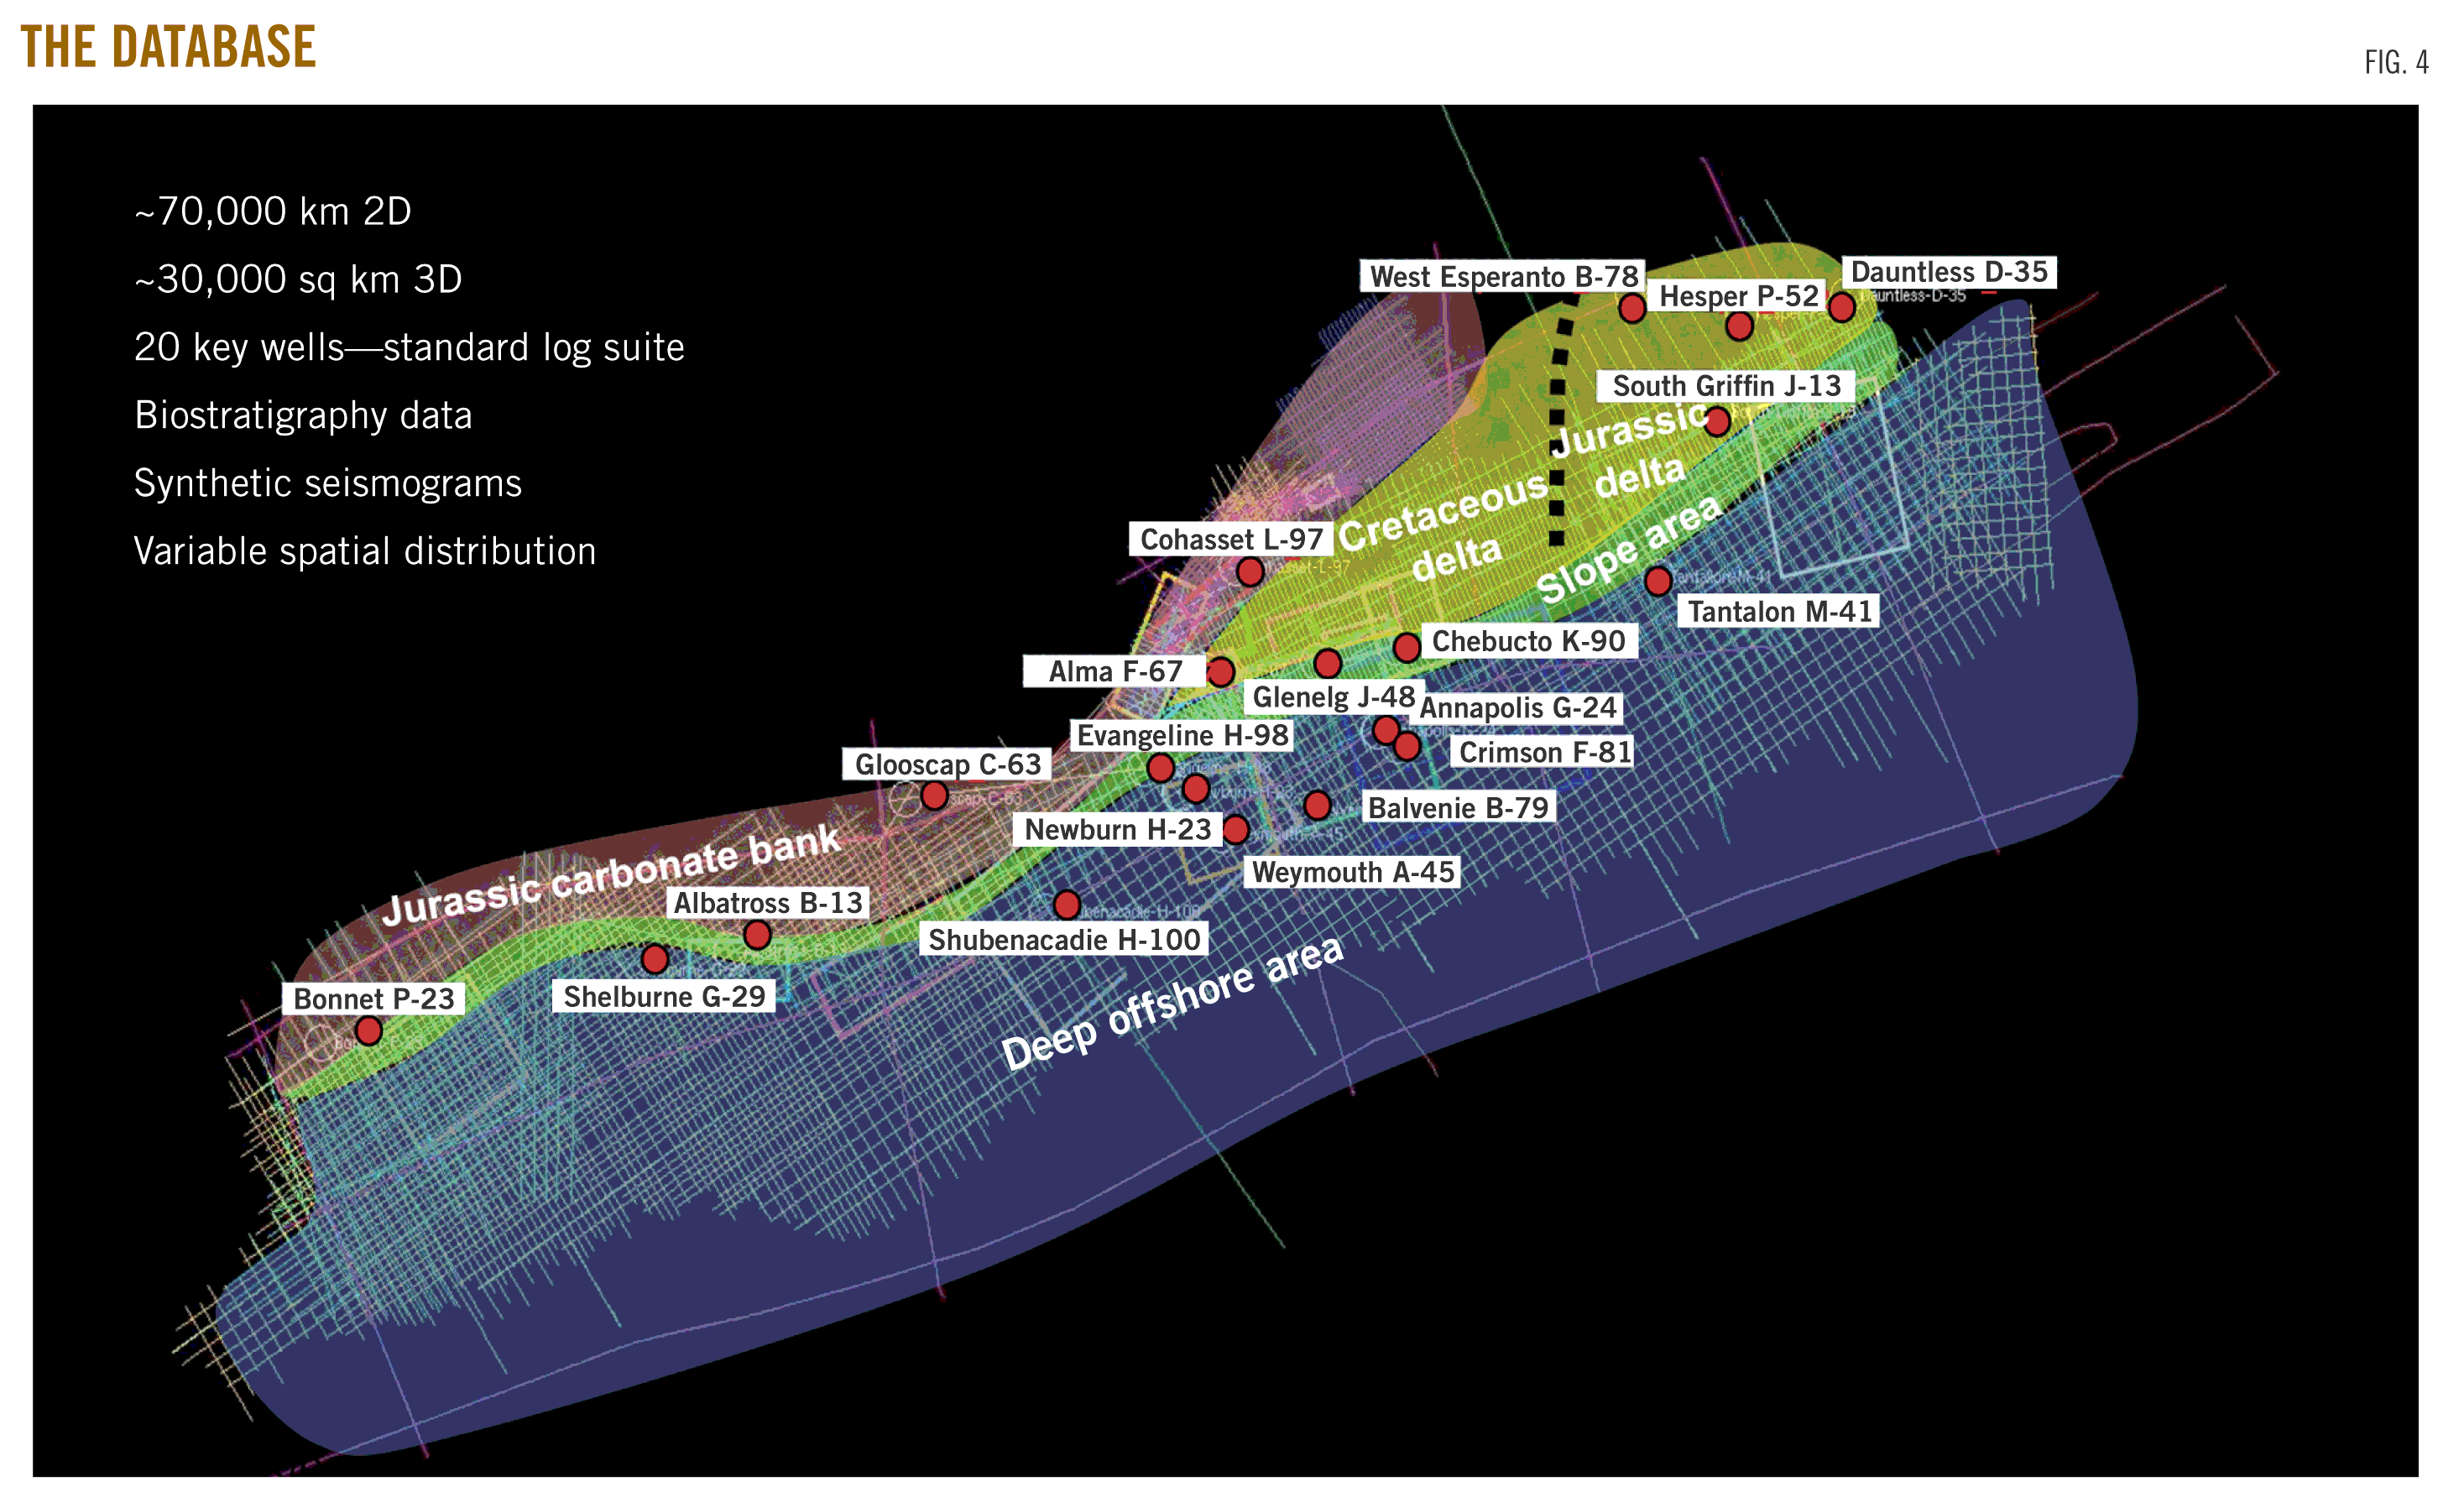 THE DATABASE
FIG. 4
~70,000 km 2D
~30,000 sq km 3D
20 key wells—standard log suite
Biostratigraphy data
Synthetic seismograms
Variable spatial distribution
West Esperanto B-78
Dauntless D-35
Hesper P-52
South Griffin J-13
Jurassic
delta
Cretaceous
delta
Slope area
Cohasset L-97
Tantalon M-41
Chebucto K-90
Alma F-67
Glenelg J-48
Annapolis G-24
Evangeline H-98
Crimson F-81
Glooscap C-63
Balvenie B-79
Newburn H-23
Weymouth A-45
Jurassic carbonate bank
Albatross B-13
Shubenacadie H-100
Deep offshore area
Shelburne G-29
Bonnet P-23